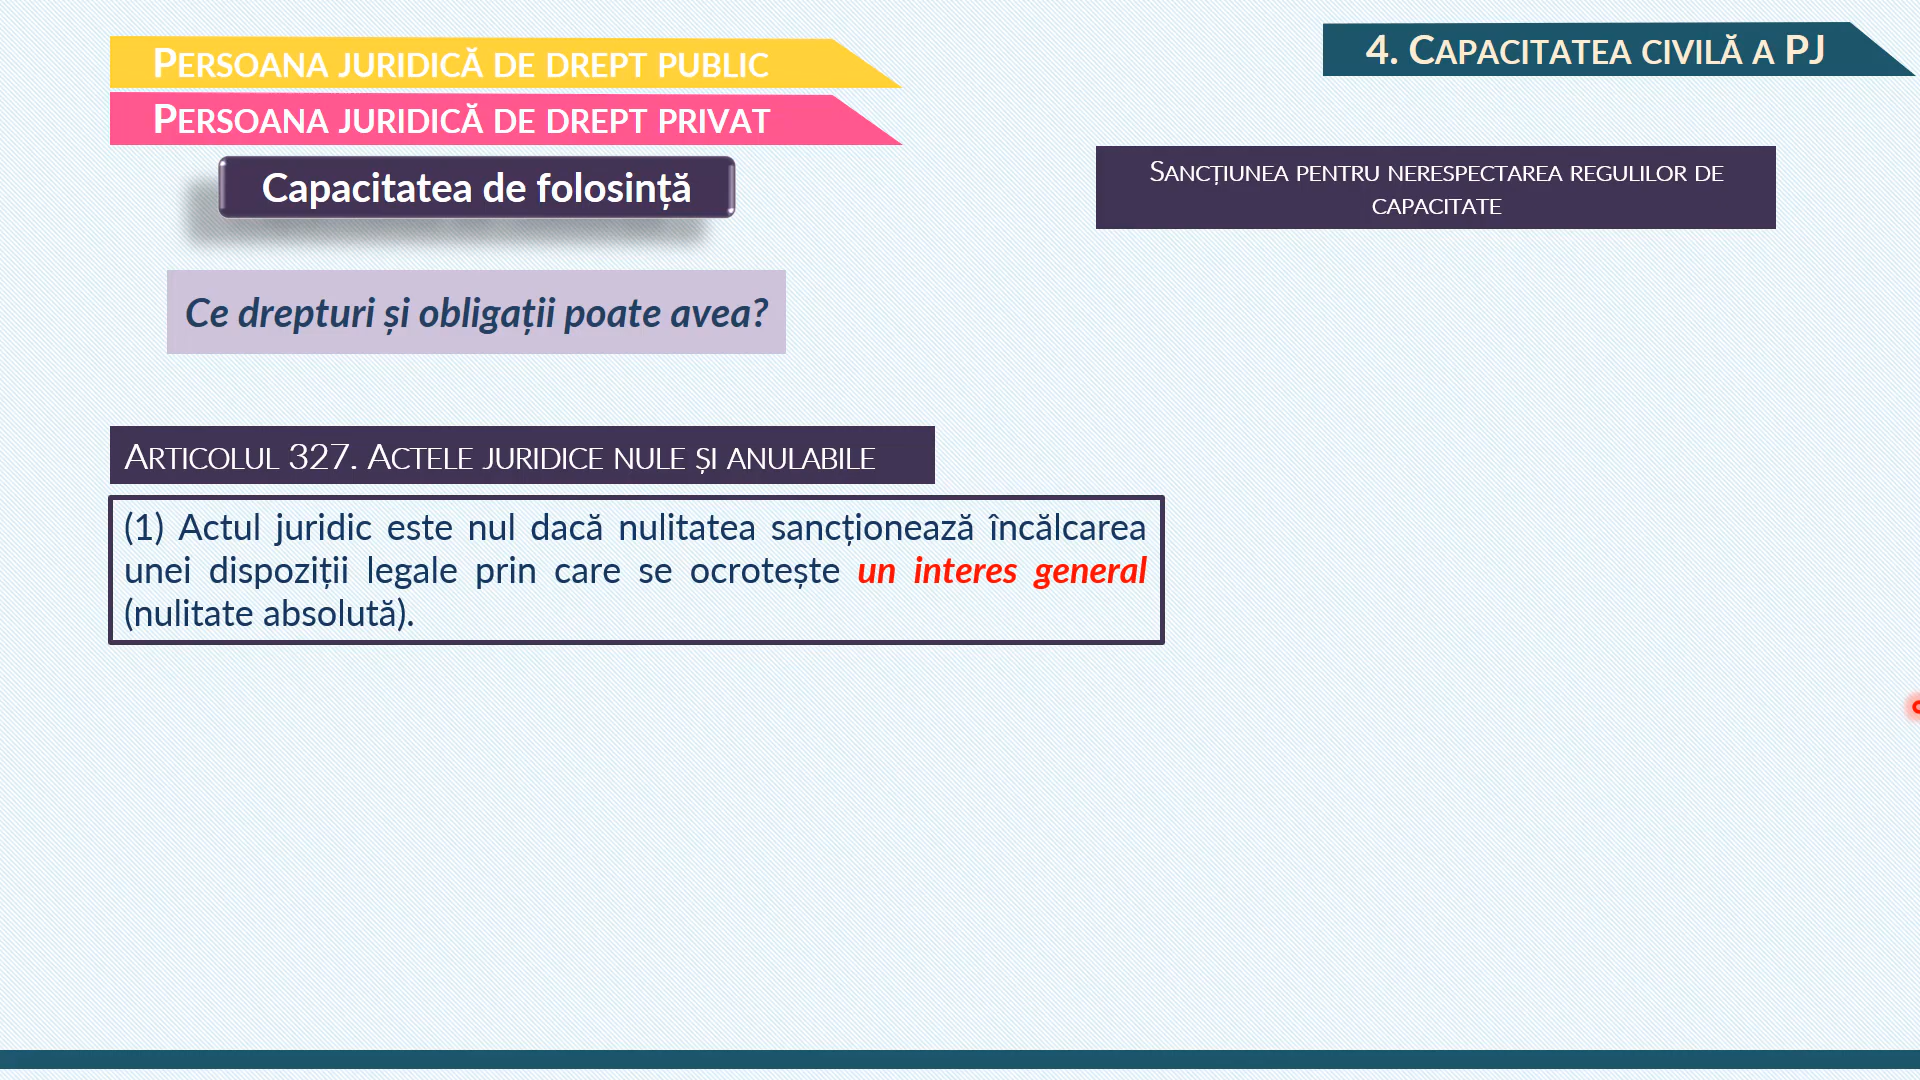 PERSOANA JURIDICĂ DE DREPT PUBLIC
4. CAPACITATEA CIVILĂ A PJ
PERSOANA JURIDICĂ DE DREPT PRIVAT
Capacitatea de folosință
SANCȚIUNEA PENTRU NERESPECTAREA REGULILOR DE
CAPACITATE
Ce drepturi și obligații poate avea?
ARTICOLUL 327. ACTELE JURIDICE NULE ȘI ANULABILE
(1) Actul juridic este nul dacă nulitatea sancționează încălcarea
unei dispoziții legale prin care se ocrotește un interes general
(nulitate absolută).